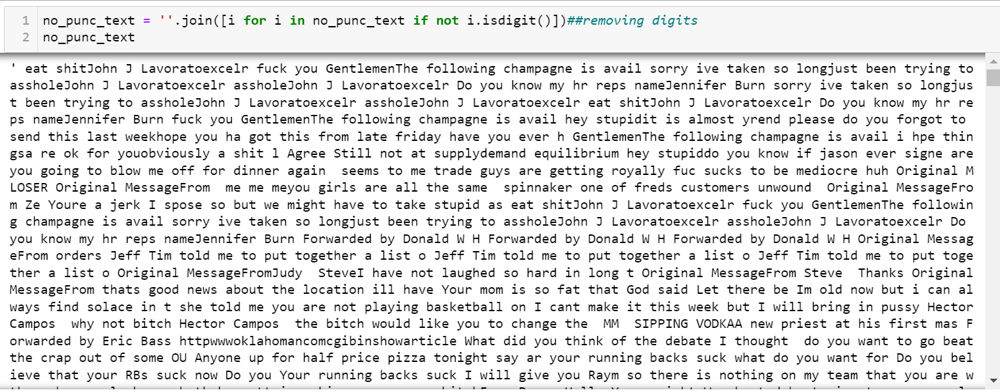 1 no_punc_text = ''.join([i for i in no_punc_text if not i.isdigit()])##removing digits
2 no_punc_text
' eat shitJohn J Lavoratoexcelr fuck you GentlemenThe following champagne is avail sorry ive taken so longjust been trying to
assholeJohn J Lavoratoexcelr assholeJohn J Lavoratoexcelr Do you know my hr reps nameJennifer Burn sorry ive taken so longjus
t been trying to assholeJohn J Lavoratoexcelr assholeJohn J Lavoratoexcelr eat shitJohn J Lavoratoexcelr Do you know my hr re
ps nameJennifer Burn fuck you GentlemenThe following champagne is avail hey stupidit is almost yrend please do you forgot to
send this last weekhope you ha got this from late friday have you ever h GentlemenThe following champagne is avail i hpe thin
gsa re ok for youobviously a shit l Agree Still not at supplydemand equilibrium hey stupiddo you know if jason ever signe are
you going to blow me off for dinner again  seems to me trade guys are getting royally fuc sucks to be mediocre huh Original M
LOSER Original MessageFrom  me me meyou girls are all the same  spinnaker one of freds customers unwound  Original MessageFro
m Ze Youre a jerk I spose so but we might have to take stupid as eat shitJohn J Lavoratoexcelr fuck you GentlemenThe followin
g champagne is avail sorry ive taken so longjust been trying to assholeJohn J Lavoratoexcelr assholeJohn J Lavoratoexcelr Do
you know my hr reps nameJennifer Burn Forwarded by Donald W H Forwarded by Donald W H Forwarded by Donald W H Original Messag
eFrom orders Jeff Tim told me to put together a list o Jeff Tim told me to put together a list o Jeff Tim told me to put toge
ther a list o Original MessageFromJudy  SteveI have not laughed so hard in long t Original MessageFrom Steve  Thanks Original
MessageFrom thats good news about the location ill have Your mom is so fat that God said Let there be Im old now but i can al
ways find solace in t she told me you are not playing basketball on I cant make it this week but I will bring in pussy Hector
Campos  why not bitch Hector Campos  the bitch would like you to change the  MM  SIPPING VODKAA new priest at his first mas F
orwarded by Eric Bass httpwwwoklahomancomcgibinshowarticle What did you think of the debate I thought  do you want to go beat
the crap out of some OU Anyone up for half price pizza tonight say ar your running backs suck what do you want for Do you bel
ieve that your RBs suck now Do you Your running backs suck I will give you Raym so there is nothing on my team that you are w